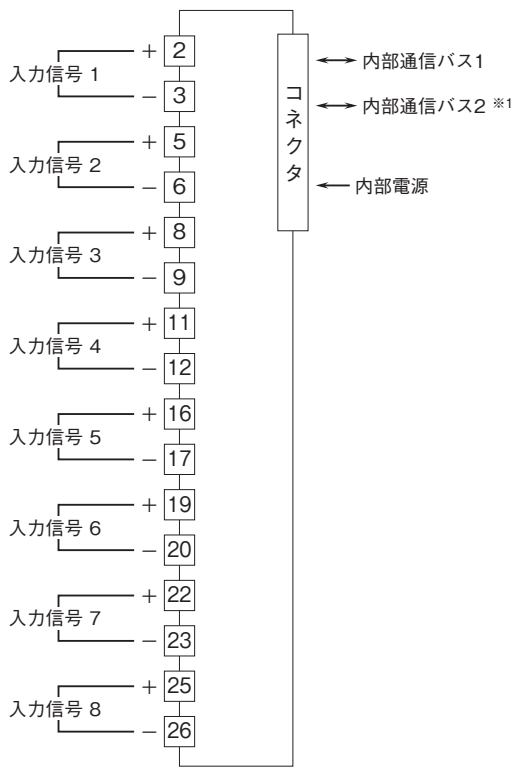 入力信号 1
+ 2
− 3
入力信号 2
+ 5
− 6
入力信号 3
+ 8
− 9
入力信号 4
+ 11
− 12
入力信号 5
+ 16
− 17
入力信号 6
+ 19
− 20
入力信号 7
+ 22
− 23
入力信号 8
+ 25
− 26
コネクタ
内部通信バス1
内部通信バス2 ※1
内部電源